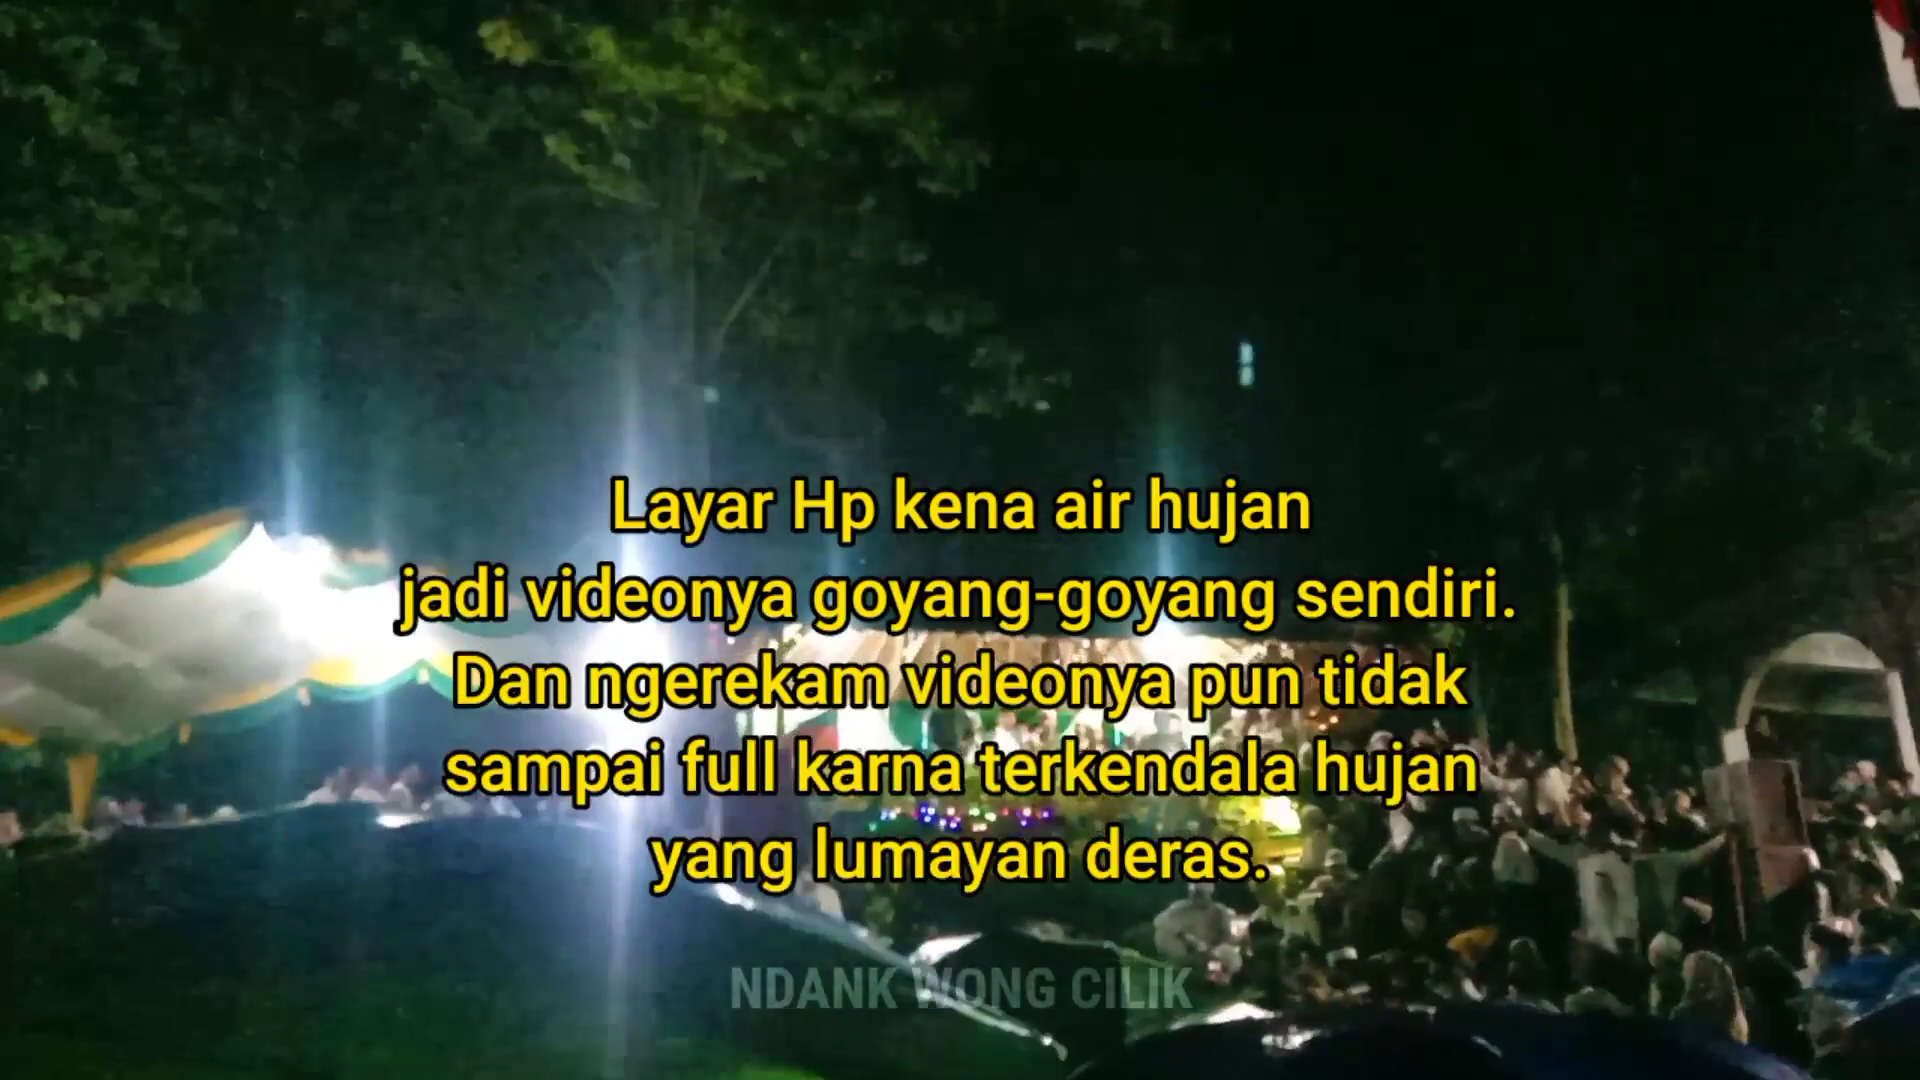 Layar Hp kena air hujan
jadi videonya goyang-goyang sendiri.
Dan ngerekam videonya pun tidak
sampai full karna terkendala hujan
yang lumayan deras.
NDANK WONG CILIK